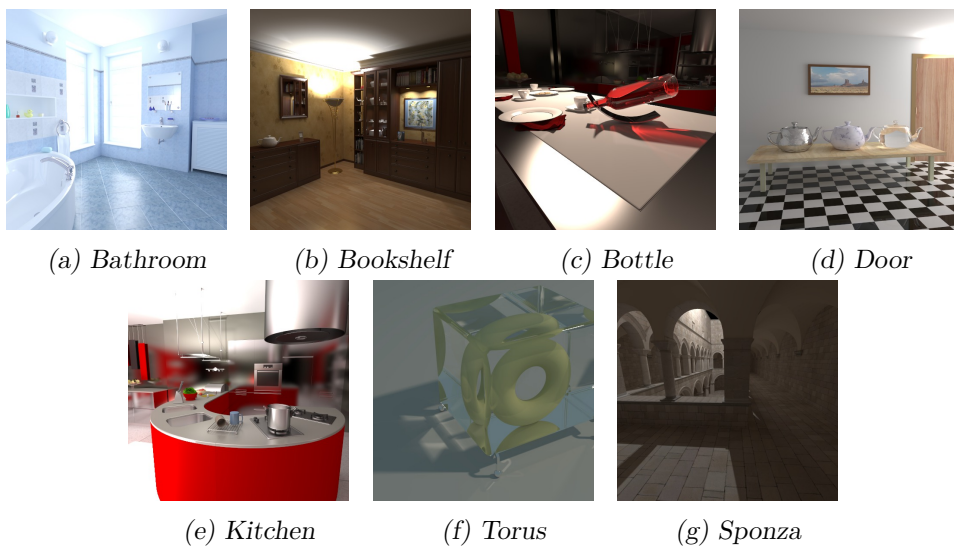 (a) Bathroom
(b) Bookshelf
(c) Bottle
(d) Door
(e) Kitchen
(f) Torus
(g) Sponza